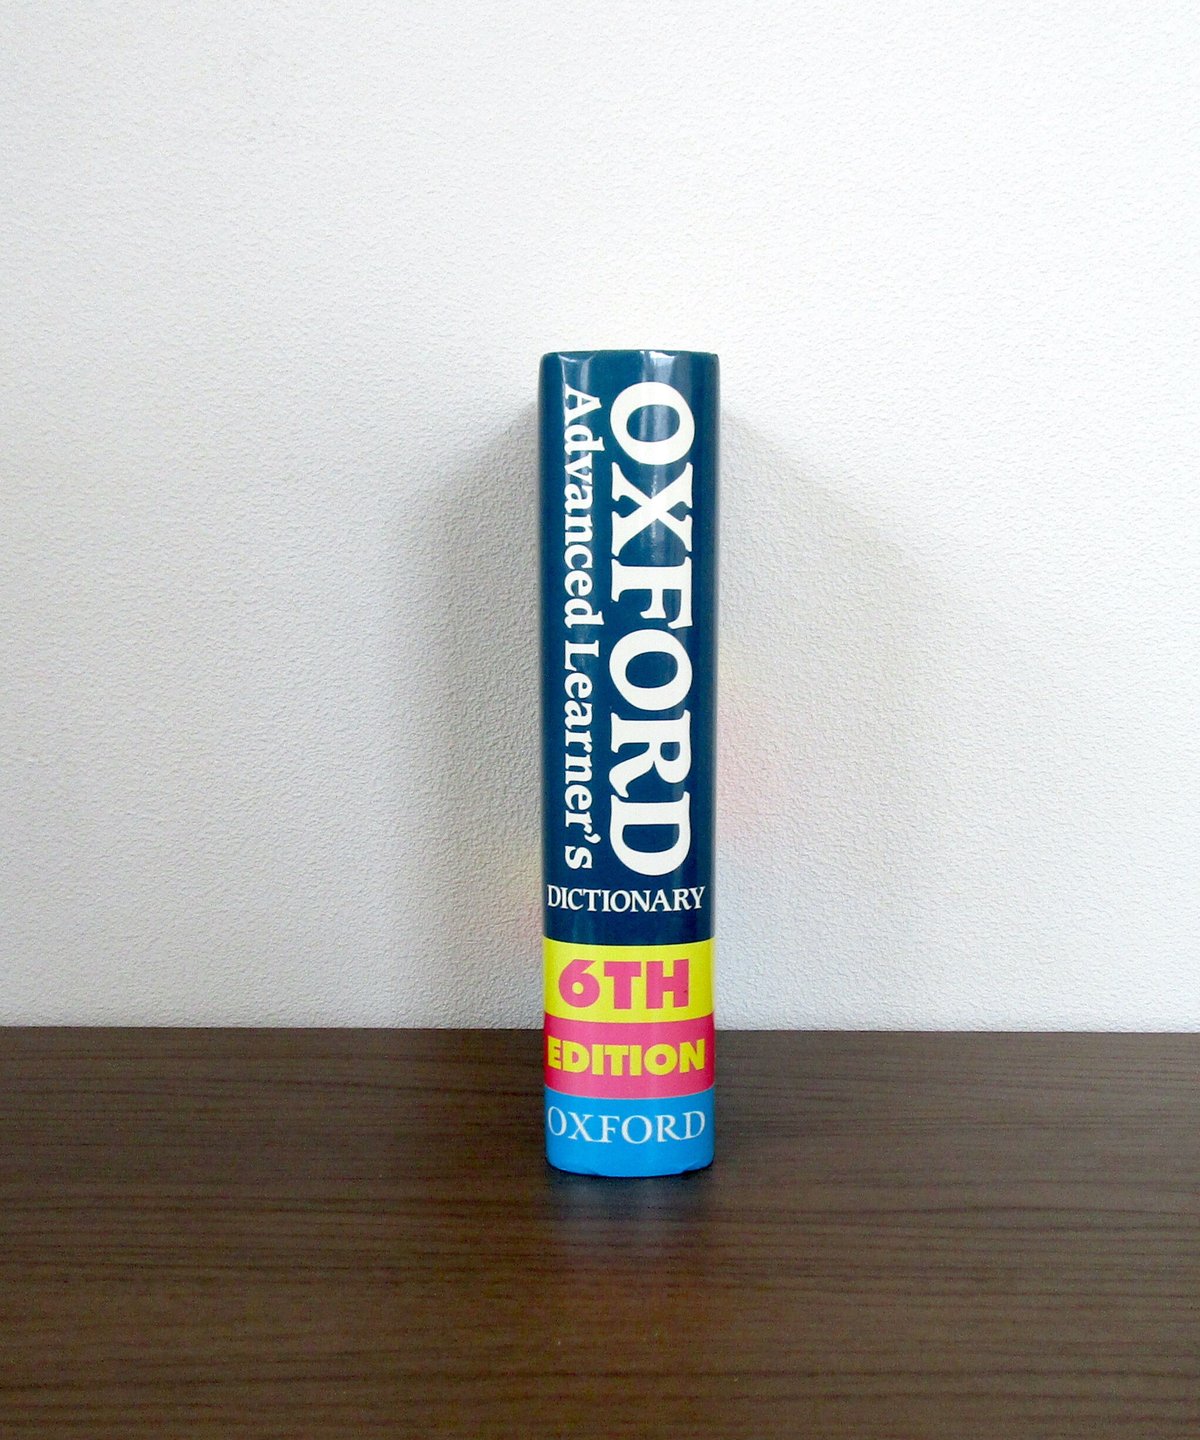 OXFORD
Advanced Learner's
DICTIONARY
6TH
EDITION
OXFORD